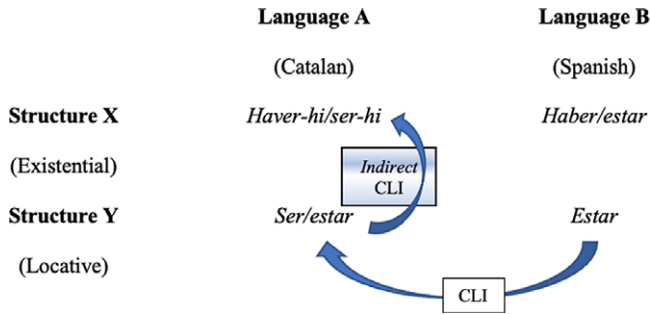 Language A Language B
(Catalan) (Spanish)
Structure X Haver-hi/ser-hi Haber/estar
(Existential) Indirect
CLI
Structure Y Ser/estar Estar
(Locative)
CLI